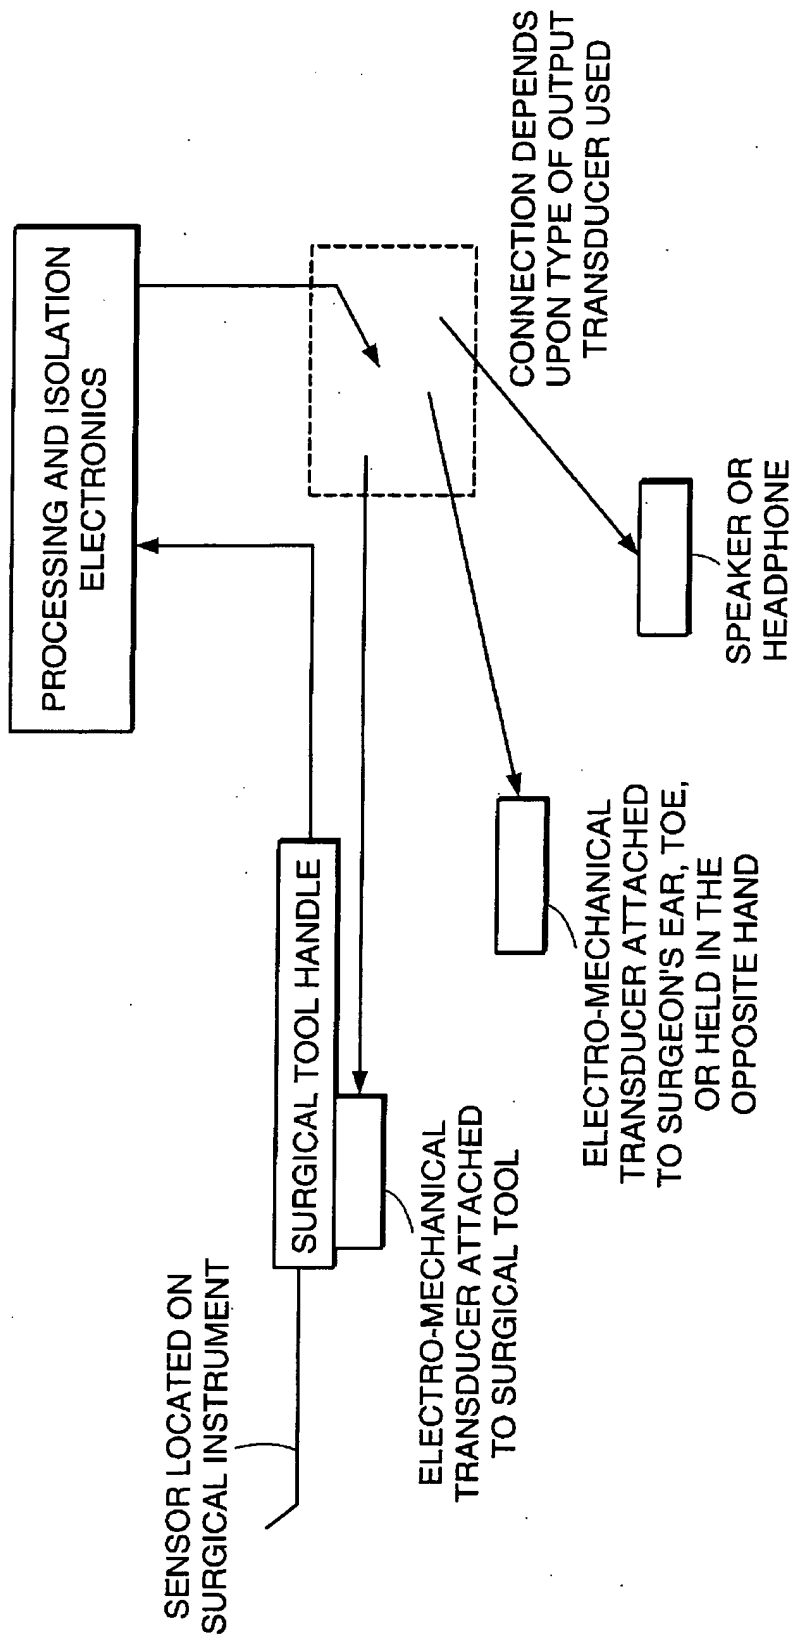 PROCESSING AND ISOLATION
ELECTRONICS
CONNECTION DEPENDS
UPON TYPE OF OUTPUT
TRANSDUCER USED
SENSOR LOCATED ON
SURGICAL INSTRUMENT
SURGICAL TOOL HANDLE
ELECTRO-MECHANICAL
TRANSDUCER ATTACHED
TO SURGICAL TOOL
ELECTRO-MECHANICAL
TRANSDUCER ATTACHED
TO SURGEON'S EAR, TOE,
OR HELD IN THE
OPPOSITE HAND
SPEAKER OR
HEADPHONE